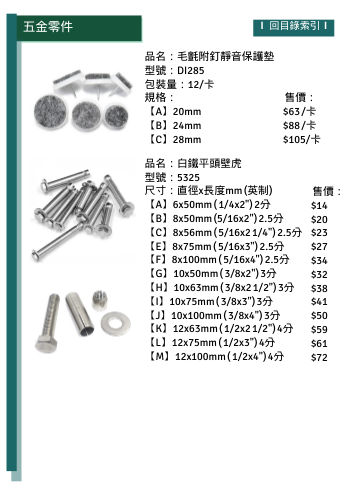 五金零件
回目錄索引
品名：毛氈附釘靜音保護墊
型號：DI285
包裝量：12/卡
規格： 售價：
【A】20mm $63/卡
【B】24mm $88/卡
【C】28mm $105/卡
品名：白鐵平頭壁虎
型號：5325
尺寸：直徑x長度mm(英制) 售價：
【A】6x50mm(1/4x2")2分 $14
【B】8x50mm(5/16x2")2.5分 $20
【C】8x56mm(5/16x2 1/4")2.5分 $23
【E】8x75mm(5/16x3")2.5分 $27
【F】8x100mm(5/16x4")2.5分 $34
【G】10x50mm(3/8x2")3分 $32
【H】10x63mm(3/8x2 1/2")3分 $38
【I】10x75mm(3/8x3")3分 $41
【J】10x100mm(3/8x4")3分 $50
【K】12x63mm(1/2x2 1/2")4分 $59
【L】12x75mm(1/2x3")4分 $61
【M】12x100mm(1/2x4")4分 $72